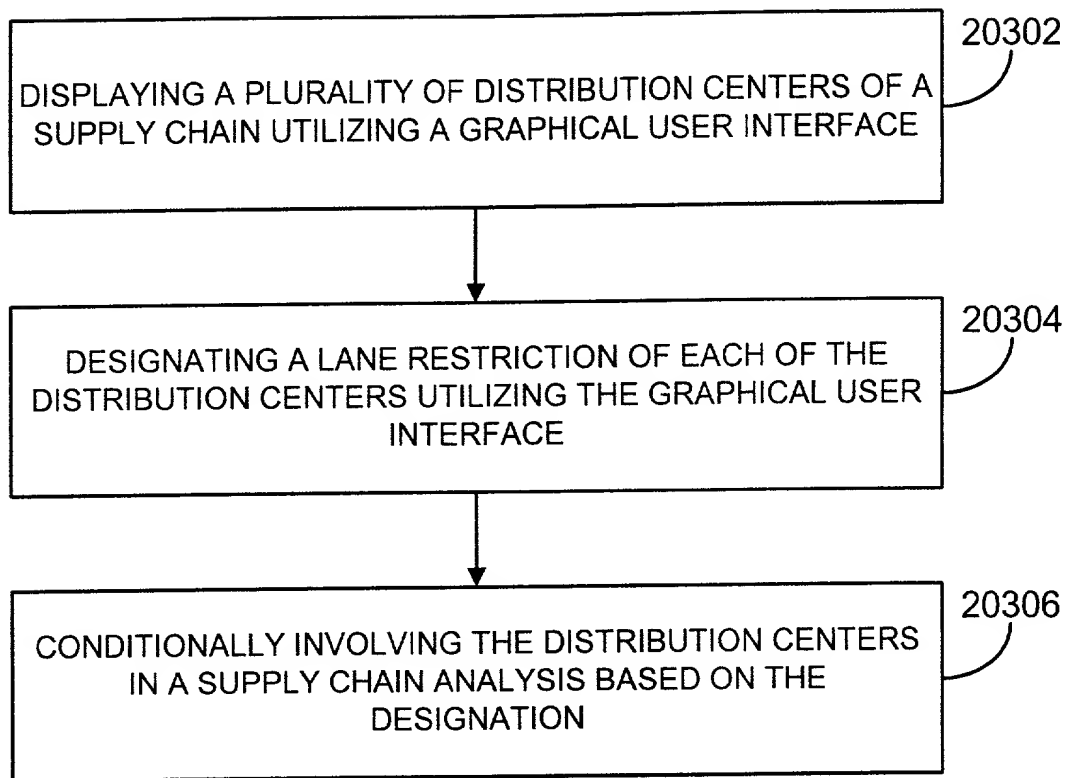 20302
DISPLAYING A PLURALITY OF DISTRIBUTION CENTERS OF A
SUPPLY CHAIN UTILIZING A GRAPHICAL USER INTERFACE
20304
DESIGNATING A LANE RESTRICTION OF EACH OF THE
DISTRIBUTION CENTERS UTILIZING THE GRAPHICAL USER
INTERFACE
20306
CONDITIONALLY INVOLVING THE DISTRIBUTION CENTERS
IN A SUPPLY CHAIN ANALYSIS BASED ON THE
DESIGNATION